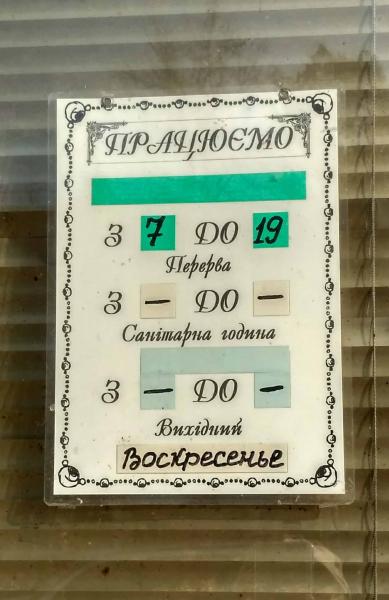 ПРАЦЮЄМО
З 7 ДО 19
Перерва
З — ДО —
Санітарна година
З — ДО —
Вихідний
Воскресенье